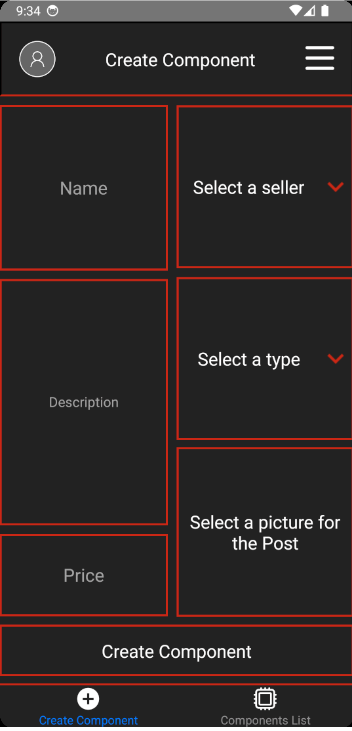 9:34
Create Component
Name
Select a seller
Description
Select a type
Select a picture for
the Post
Price
Create Component
Create Component
Components List